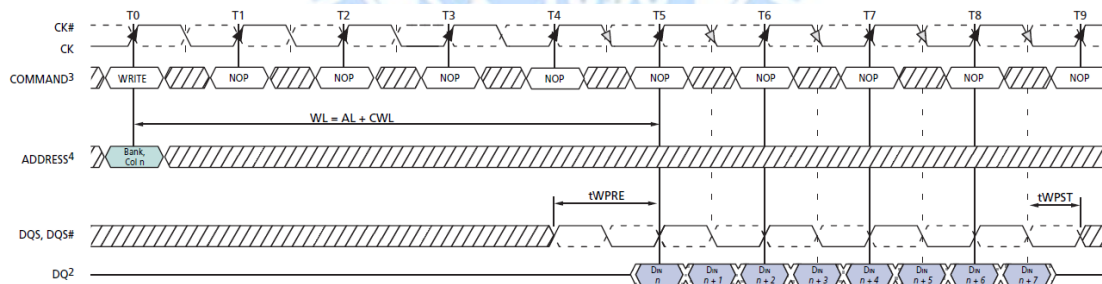 T0 T1 T2 T3 T4 T5 T6 T7 T8 T9
CK#
CK
COMMAND3 WRITE NOP NOP NOP NOP NOP NOP NOP NOP NOP
WL = AL + CWL
ADDRESS4 Bank,
Col n
tWPRE tWPST
DQS, DQS#
DQ2 DIN DIN DIN DIN DIN DIN DIN DIN
n n + 1 n + 2 n + 3 n + 4 n + 5 n + 6 n + 7